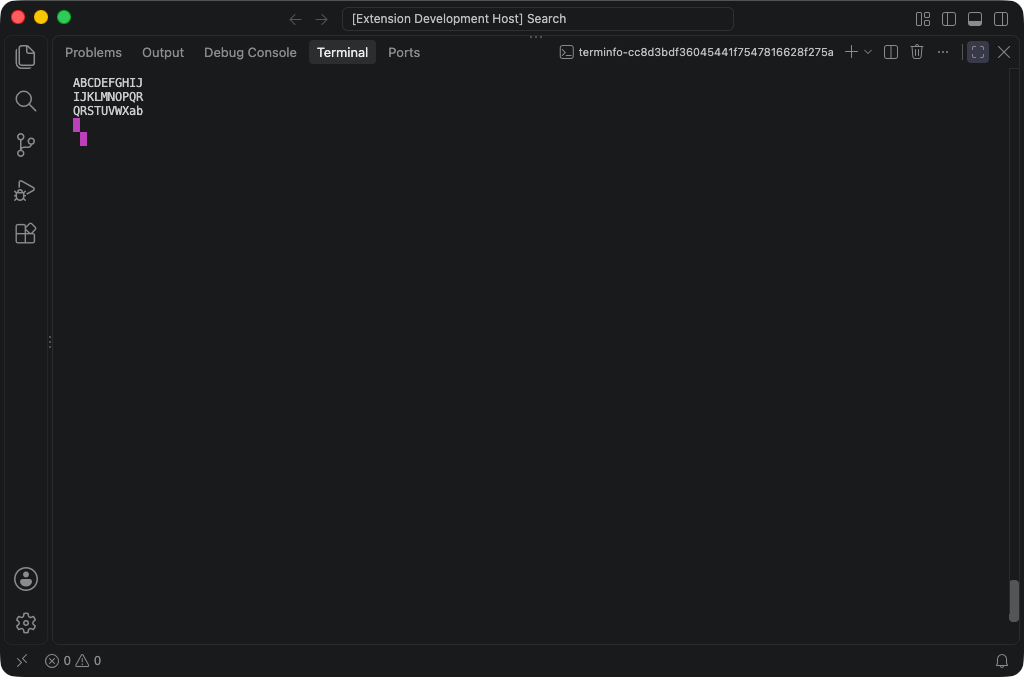 [Extension Development Host] Search
Problems Output Debug Console Terminal Ports terminfo-cc8d3bdf36045441f7547816628f275a
ABCDEFGHIJ
IJKLMNOPQR
QRSTUVWXab
0 0